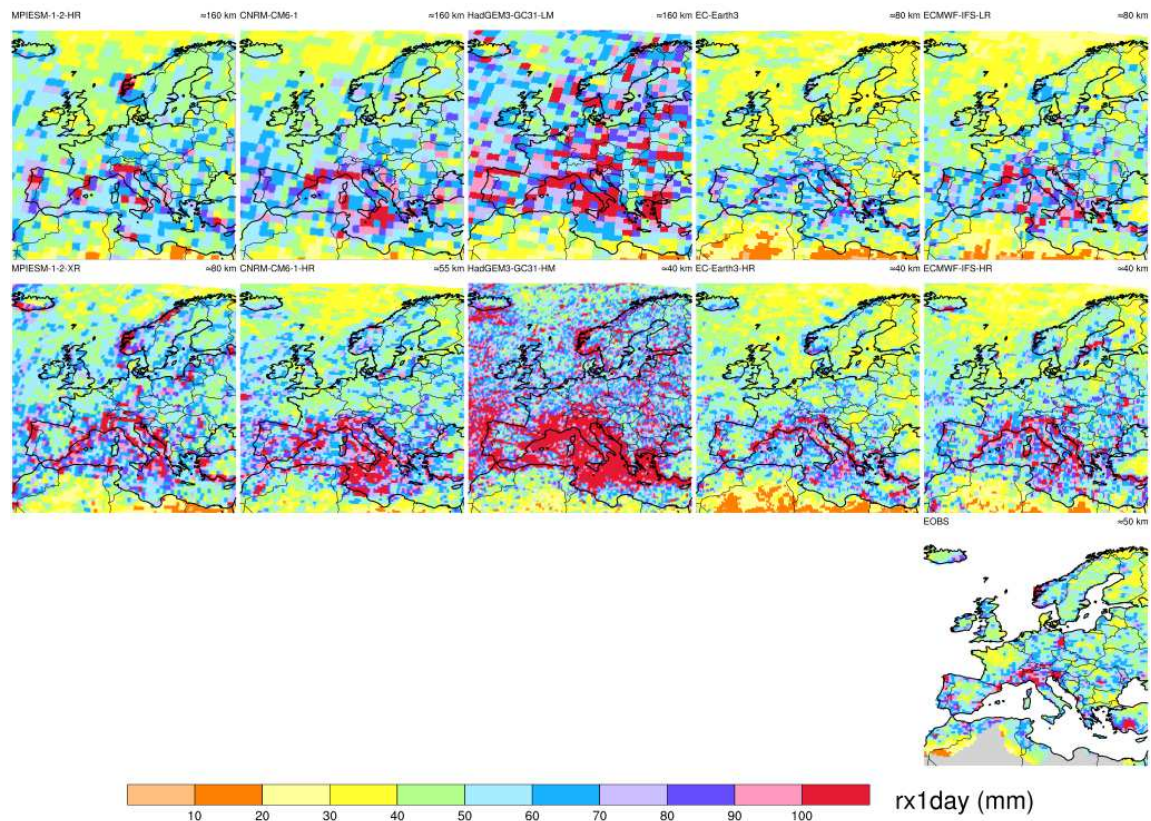 MPIESM-1-2-HR ≈160 km CNRM-CM6-1 ≈160 km HadGEM3-GC31-LM ≈160 km EC-Earth3 ≈80 km ECMWF-IFS-LR ≈80 km
MPIESM-1-2-XR ≈80 km CNRM-CM6-1-HR ≈55 km HadGEM3-GC31-HM ≈40 km EC-Earth3-HR ≈40 km ECMWF-IFS-HR ≈40 km
EOBS ≈50 km
10 20 30 40 50 60 70 80 90 100 rx1day (mm)